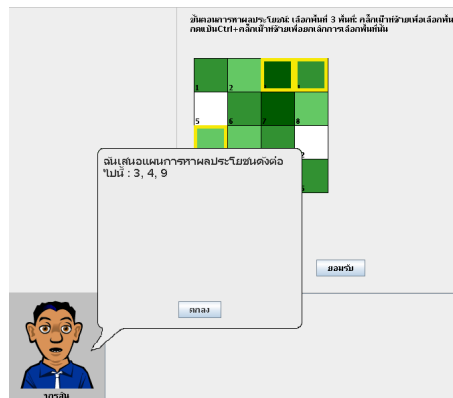 ขั้นตอนการหาผลประโยชน์: เลือกพื้นที่ 3 พื้นที่: คลิ๊กเม้าท์ซ้ายเพื่อเลือกพื้น
กดแป้นCtrl+คลิ๊กเม้าท์ซ้ายเพื่อยกเลิกการเลือกพื้นที่นั้น
1 2
5 6 7 8
ฉันเสนอแผนการหาผลประโยชน์ดังต่อ
ไปนี้ : 3, 4, 9
ยอมรับ
ตกลง